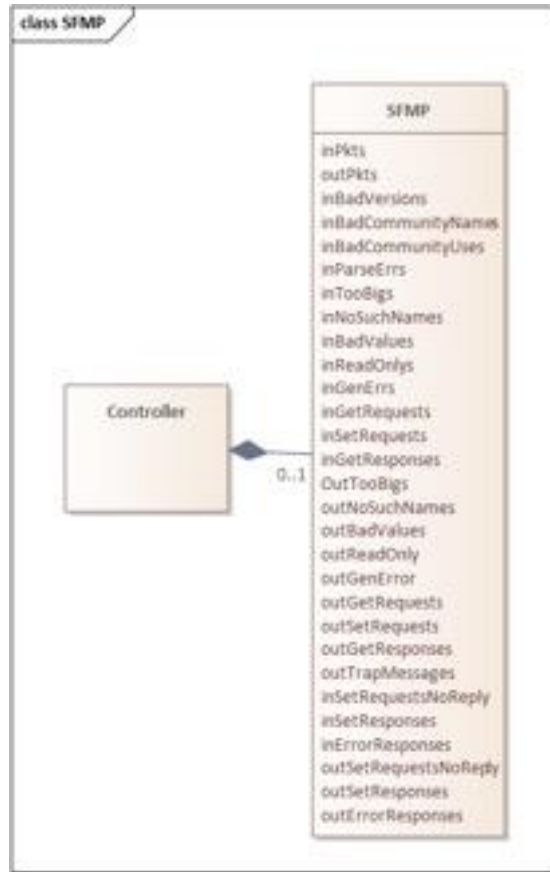 class SFMP
SFMP
inPkts
outPkts
inBadVersions
inBadCommunityNames
inBadCommunityUses
inParseErrs
inTooBigs
inNoSuchNames
inBadValues
inReadOnlys
inGenErrs
inGetRequests
inSetRequests
inGetResponses
OutTooBigs
outNoSuchNames
outBadValues
outReadOnly
outGenError
outGetRequests
outSetRequests
outGetResponses
outTrapMessages
inSetRequestsNoReply
inSetResponses
inErrorResponses
outSetRequestsNoReply
outSetResponses
outErrorResponses
Controller
0..1